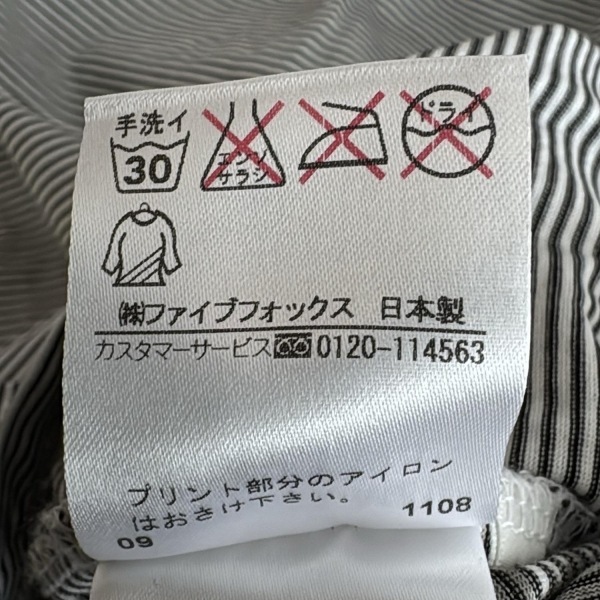 手洗イ
30
エンソ
サラシ
ドライ
㈱ファイブフォックス 日本製
カスタマーサービス 0120-114563
プリント部分のアイロン
はおさけ下さい。 1108
09